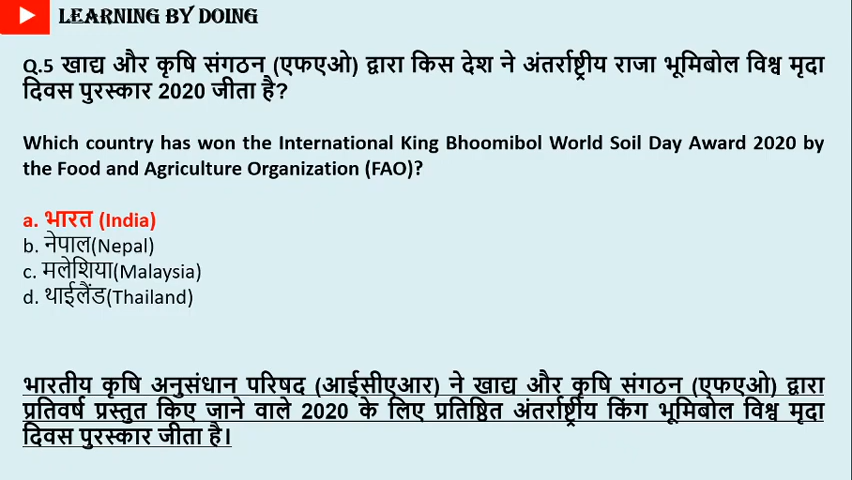 LEARNING BY DOING
Q.5 खाद्य और कृषि संगठन (एफएओ) द्वारा किस देश ने अंतर्राष्ट्रीय राजा भूमिबोल विश्व मृदा
दिवस पुरस्कार 2020 जीता है?
Which country has won the International King Bhoomibol World Soil Day Award 2020 by
the Food and Agriculture Organization (FAO)?
a. भारत (India)
b. नेपाल(Nepal)
c. मलेशिया(Malaysia)
d. थाईलैंड(Thailand)
भारतीय कृषि अनुसंधान परिषद (आईसीएआर) ने खाद्य और कृषि संगठन (एफएओ) द्वारा
प्रतिवर्ष प्रस्तुत किए जाने वाले 2020 के लिए प्रतिष्ठित अंतर्राष्ट्रीय किंग भूमिबोल विश्व मृदा
दिवस पुरस्कार जीता है।